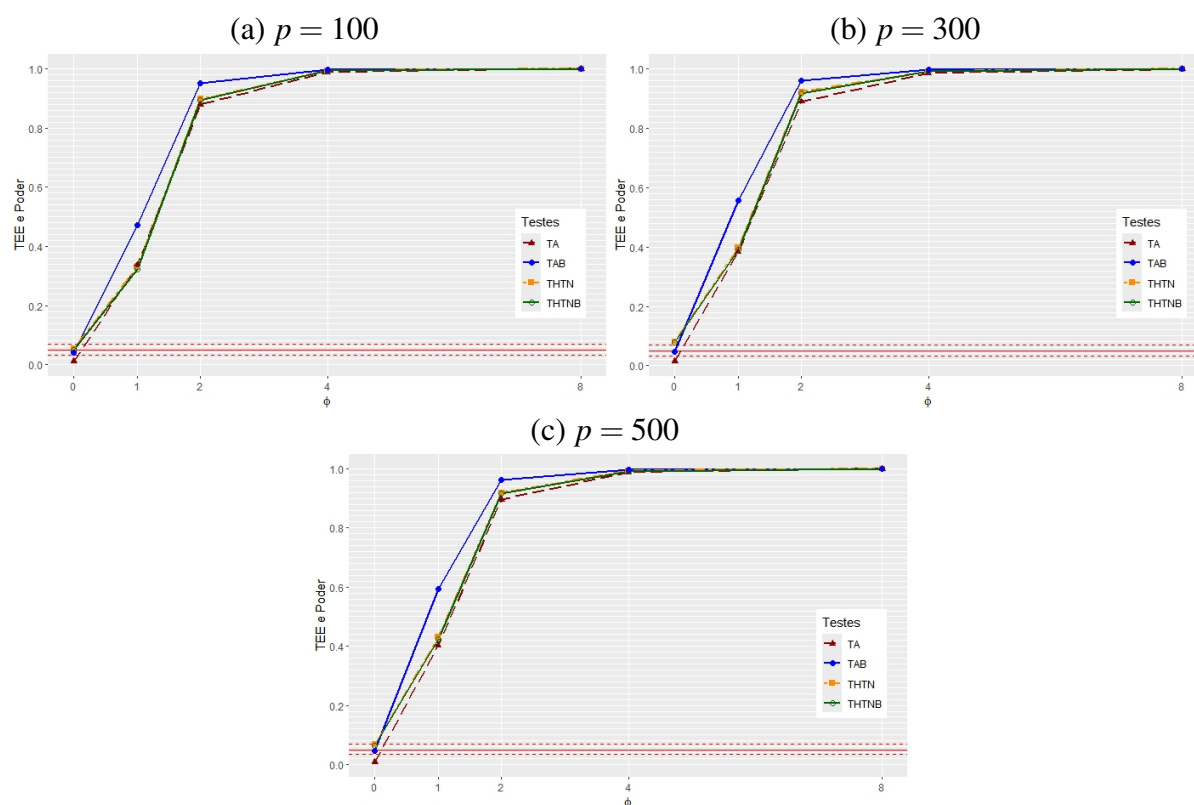 (a) p = 100
1.0
0.8
0.6
0.4
0.2
0.0
TEE e Poder
Testes
TA
TAB
THTN
THTNB
0 1 2 4 8
ϕ
(b) p = 300
1.0
0.8
0.6
0.4
0.2
0.0
TEE e Poder
Testes
TA
TAB
THTN
THTNB
0 1 2 4 8
ϕ
(c) p = 500
1.0
0.8
0.6
0.4
0.2
0.0
TEE e Poder
Testes
TA
TAB
THTN
THTNB
0 1 2 4 8
ϕ